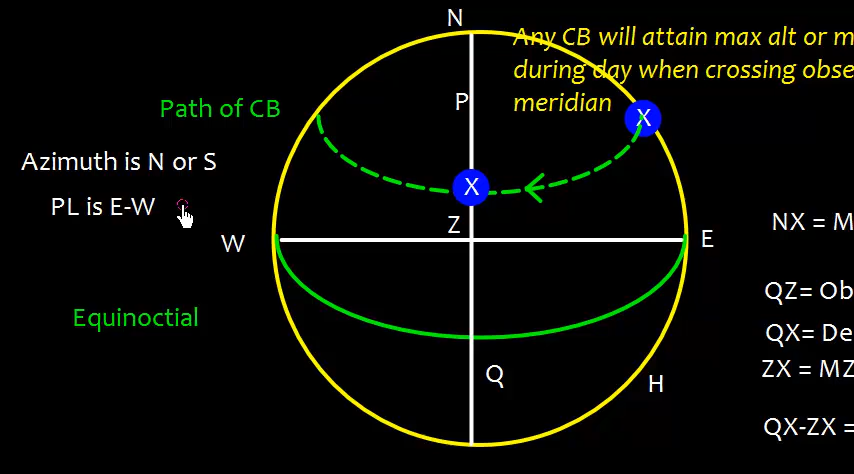 N
Any CB will attain max alt or m
during day when crossing obse
meridian
P
Path of CB
X
Azimuth is N or S
X
PL is E-W
Z
W
E
NX = M
QZ= Ob
Equinoctial
QX= De
ZX = MZ
Q
H
QX-ZX =